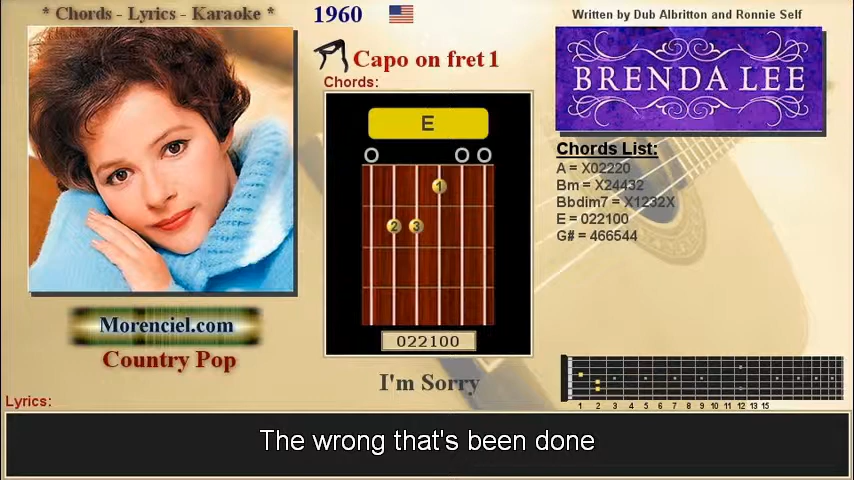 * Chords - Lyrics - Karaoke *
1960
Written by Dub Albritton and Ronnie Self
Capo on fret 1
Chords:
BRENDA LEE
E
O O O
1
2 3
022100
Chords List:
A = X02220
Bm = X24432
Bbdim7 = X1232X
E = 022100
G# = 466544
Morenciel.com
Country Pop
I'm Sorry
1 2 3 4 5 6 7 8 9 10 11 12 13 15
Lyrics:
The wrong that's been done